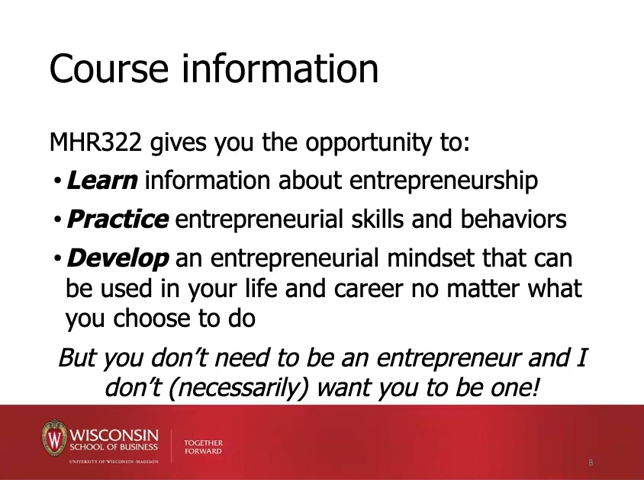 Course information
MHR322 gives you the opportunity to:
• Learn information about entrepreneurship
• Practice entrepreneurial skills and behaviors
• Develop an entrepreneurial mindset that can
be used in your life and career no matter what
you choose to do
But you don't need to be an entrepreneur and I
don't (necessarily) want you to be one!
W
WISCONSIN
SCHOOL OF BUSINESS
UNIVERSITY OF WISCONSIN–MADISON
TOGETHER
FORWARD
8